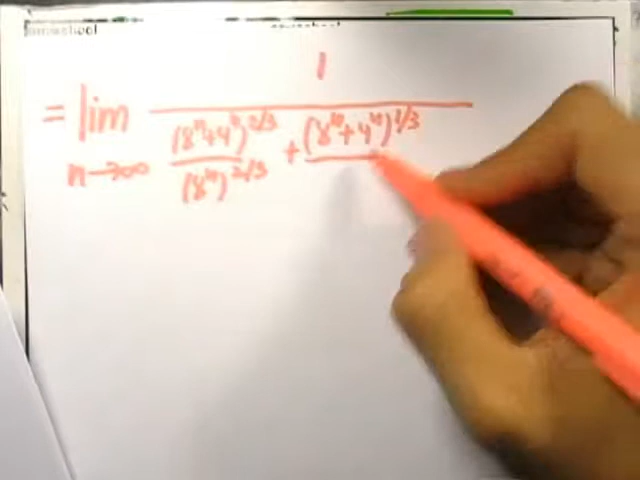 1
= lim
(8ⁿ+4ⁿ)^2/3 + (8ⁿ+4ⁿ)^1/3
n→∞ (8ⁿ)^2/3